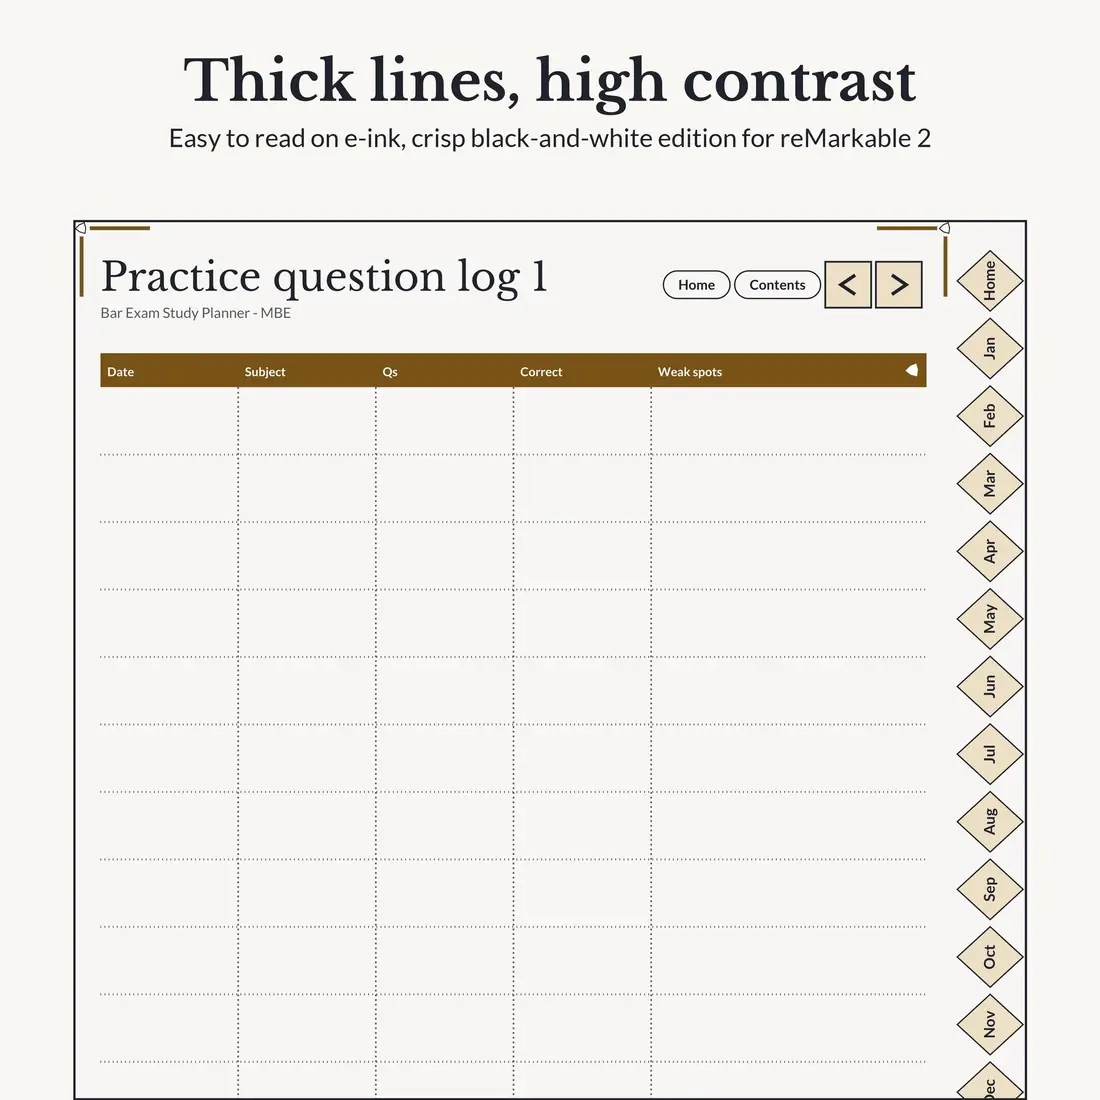 Thick lines, high contrast
Easy to read on e-ink, crisp black-and-white edition for reMarkable 2
Practice question log 1
Home Contents < >
Bar Exam Study Planner - MBE
Date Subject Qs Correct Weak spots
Home
Jan
Feb
Mar
Apr
May
Jun
Jul
Aug
Sep
Oct
Nov
Dec